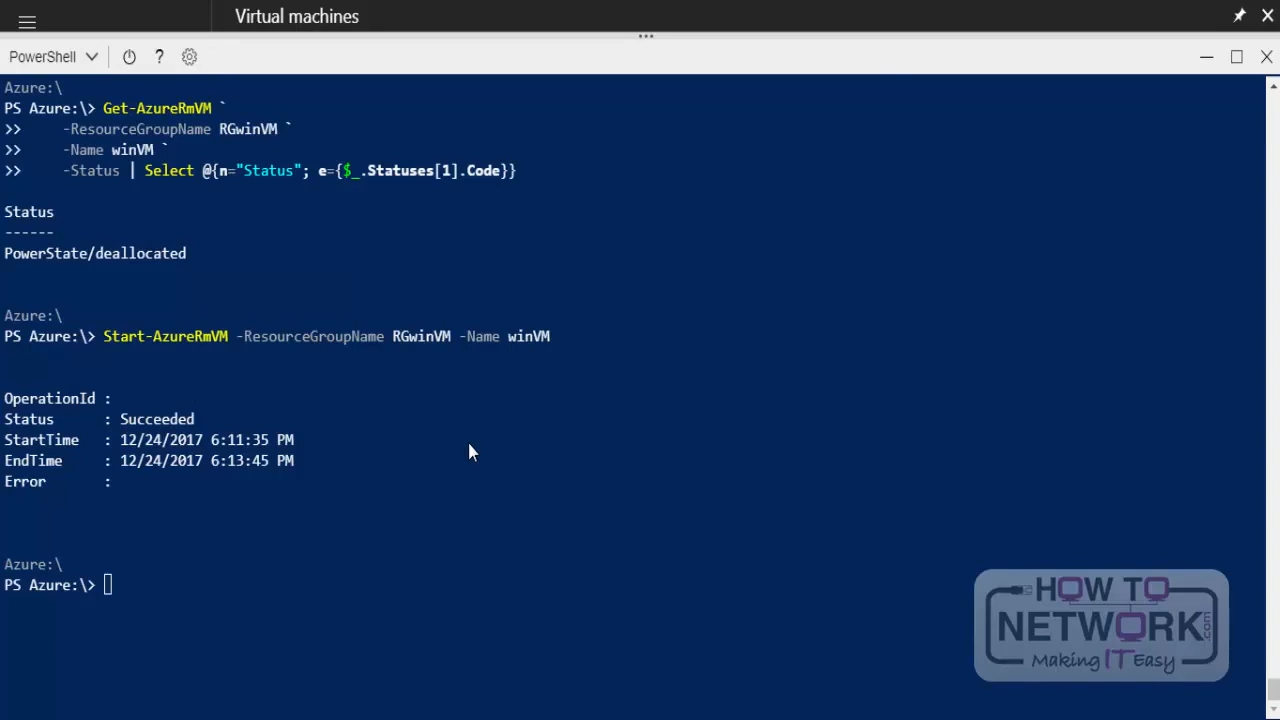 Virtual machines
PowerShell
?
Azure:\
PS Azure:\> Get-AzureRmVM `
>>     -ResourceGroupName RGwinVM `
>>     -Name winVM `
>>     -Status | Select @{n="Status"; e={$_.Statuses[1].Code}}
Status
------
PowerState/deallocated
Azure:\
PS Azure:\> Start-AzureRmVM -ResourceGroupName RGwinVM -Name winVM
OperationId :
Status      : Succeeded
StartTime   : 12/24/2017 6:11:35 PM
EndTime     : 12/24/2017 6:13:45 PM
Error       :
Azure:\
PS Azure:\>
HOW TO
NETWORK.com
Making IT Easy